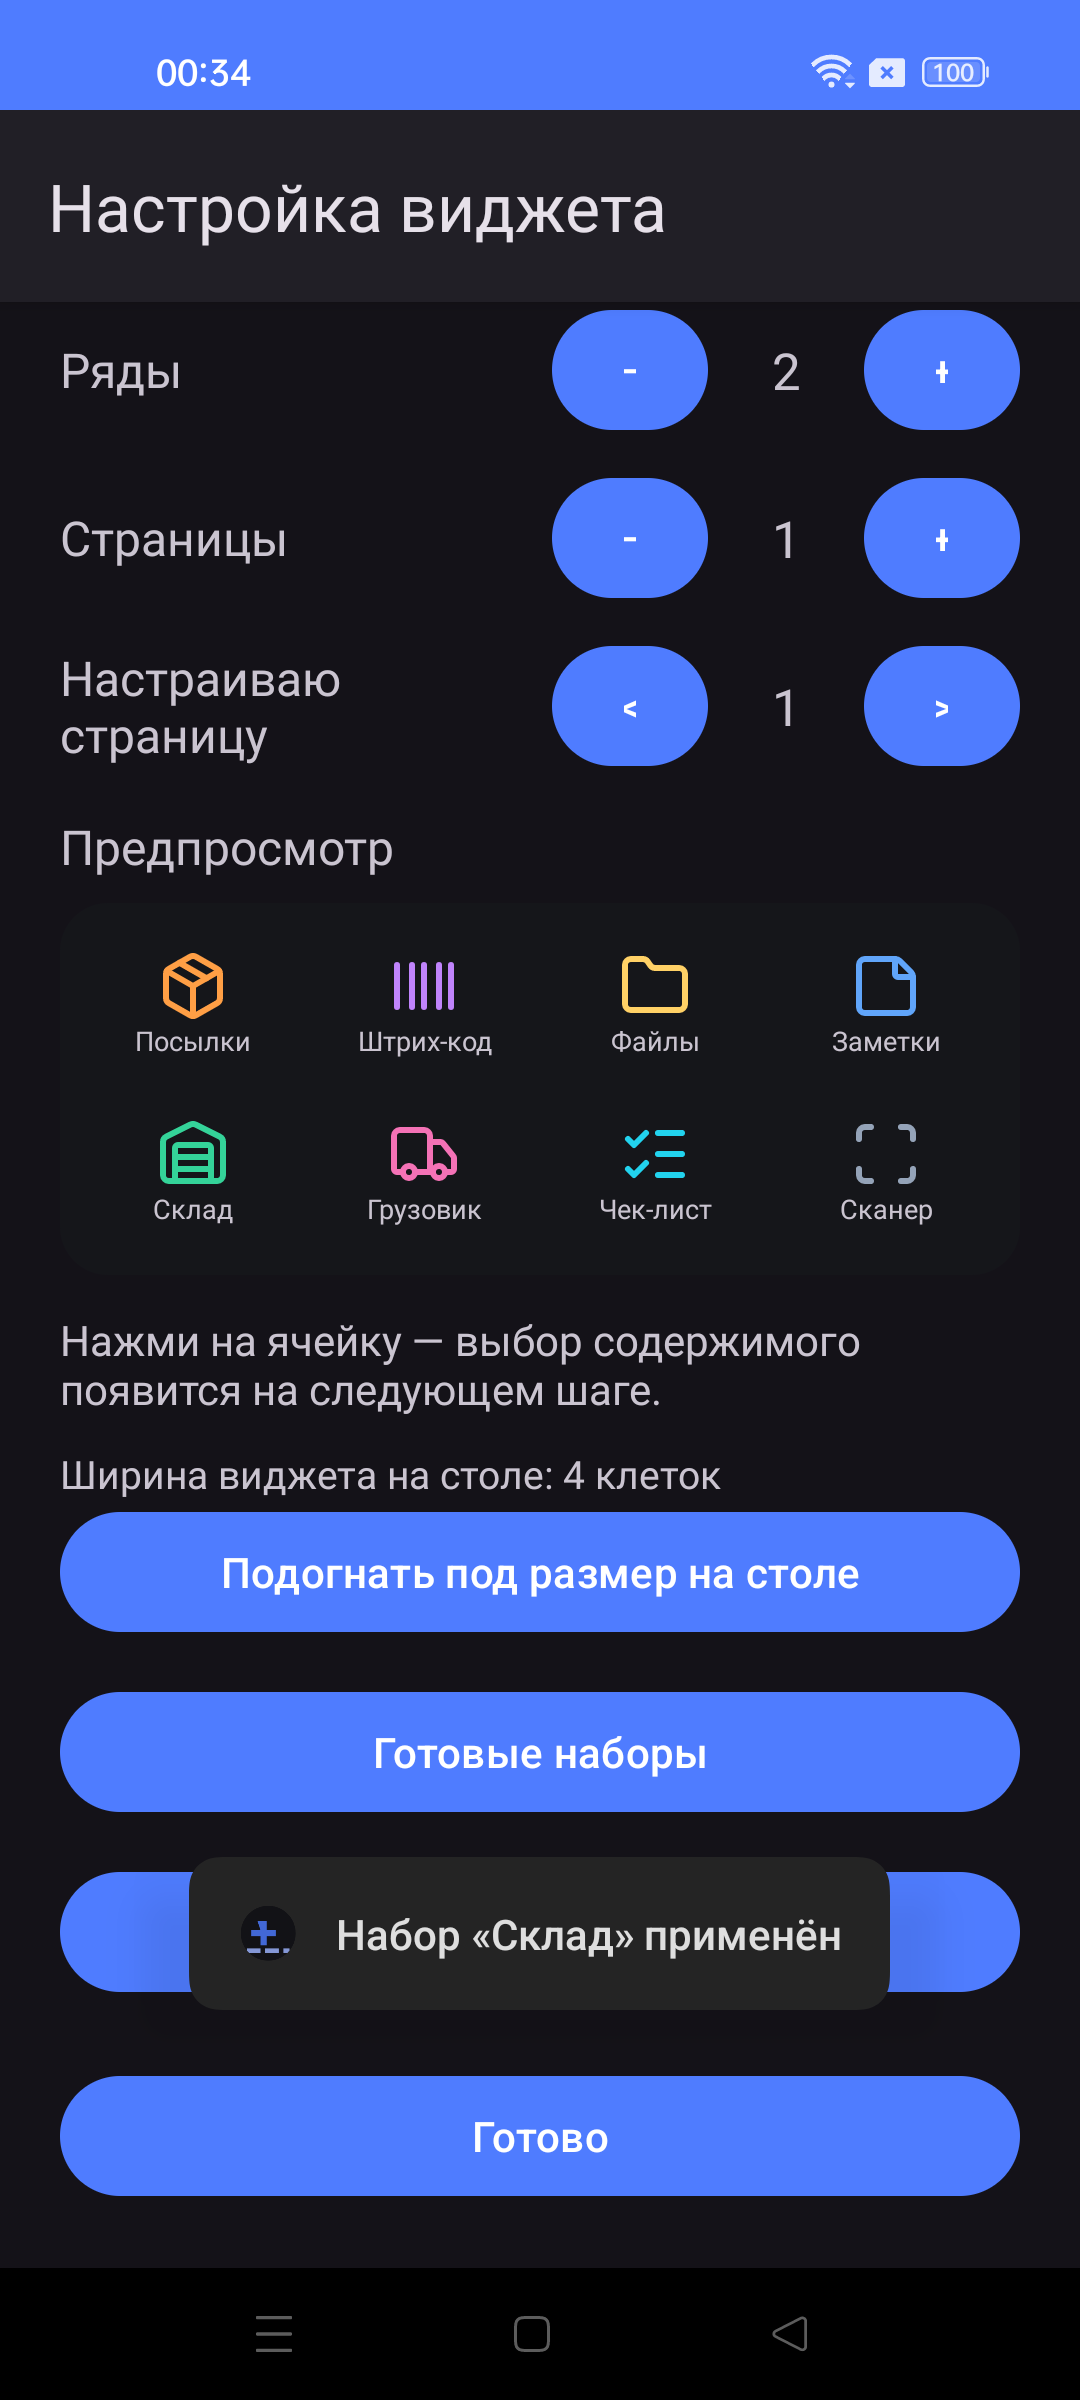 00:34
100
Настройка виджета
Ряды
-
2
+
Страницы
-
1
+
Настраиваю
страницу
<
1
>
Предпросмотр
Посылки
Штрих-код
Файлы
Заметки
Склад
Грузовик
Чек-лист
Сканер
Нажми на ячейку — выбор содержимого
появится на следующем шаге.
Ширина виджета на столе: 4 клеток
Подогнать под размер на столе
Готовые наборы
Набор «Склад» применён
Готово